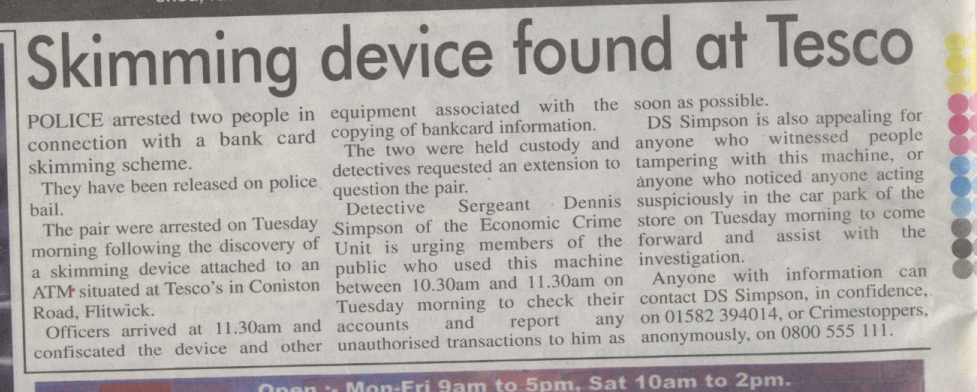 Skimming device found at Tesco
POLICE arrested two people in
connection with a bank card
skimming scheme.
They have been released on police
bail.
The pair were arrested on Tuesday
morning following the discovery of
a skimming device attached to an
ATM situated at Tesco's in Coniston
Road, Flitwick.
Officers arrived at 11.30am and
confiscated the device and other
equipment associated with the
copying of bankcard information.
The two were held custody and
detectives requested an extension to
question the pair.
Detective Sergeant Dennis
Simpson of the Economic Crime
Unit is urging members of the
public who used this machine
between 10.30am and 11.30am on
Tuesday morning to check their
accounts and report any
unauthorised transactions to him as
soon as possible.
DS Simpson is also appealing for
anyone who witnessed people
tampering with this machine, or
anyone who noticed anyone acting
suspiciously in the car park of the
store on Tuesday morning to come
forward and assist with the
investigation.
Anyone with information can
contact DS Simpson, in confidence,
on 01582 394014, or Crimestoppers,
anonymously, on 0800 555 111.
Open :- Mon-Fri 9am to 5pm, Sat 10am to 2pm.